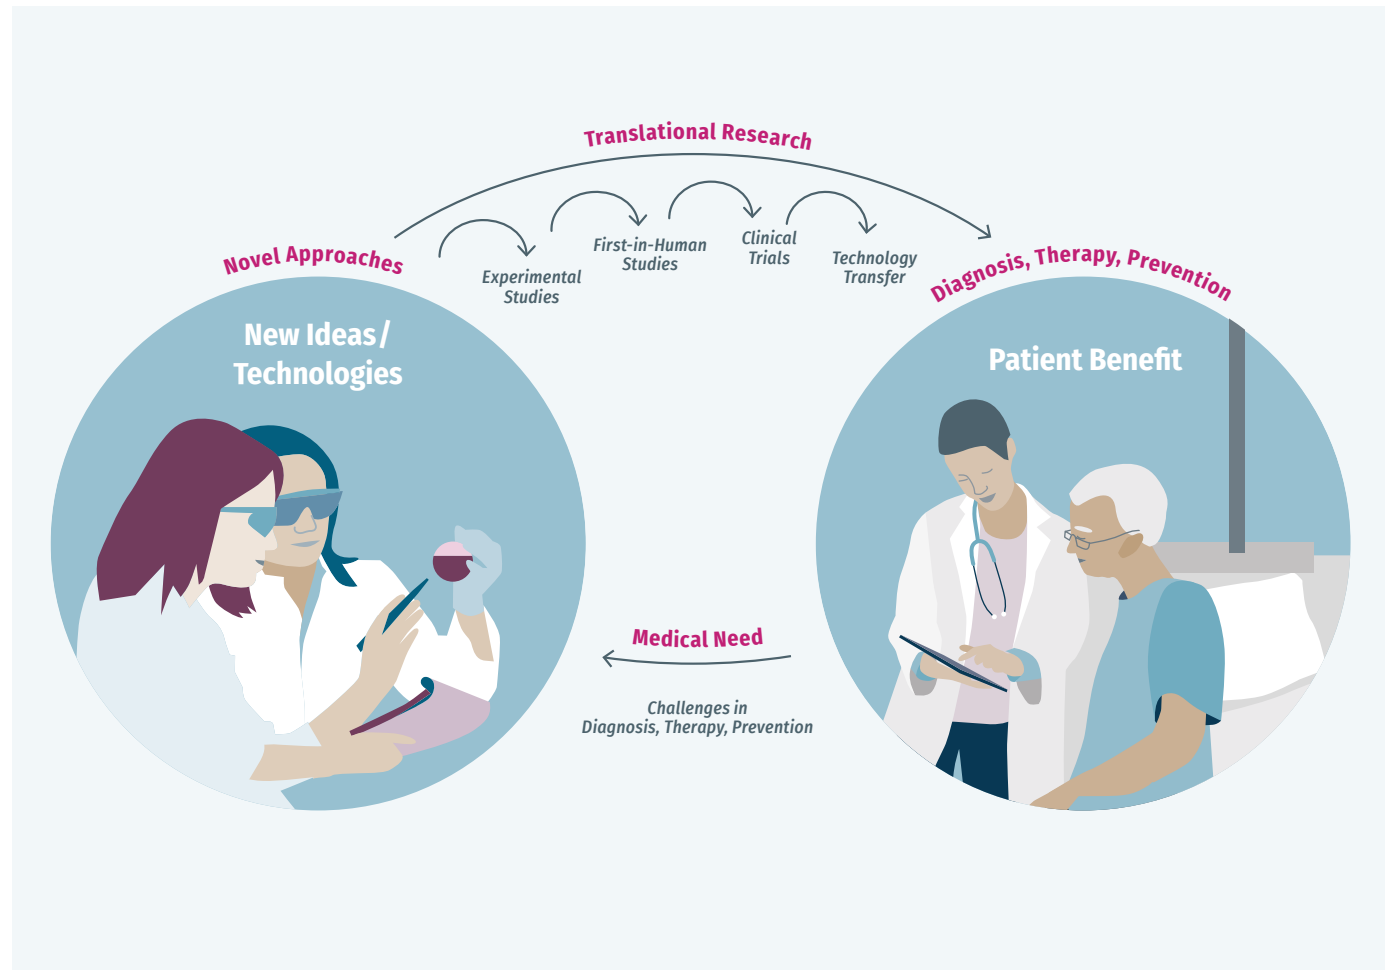 Translational Research
Novel Approaches
Experimental
Studies
First-in-Human
Studies
Clinical
Trials
Technology
Transfer
Diagnosis, Therapy, Prevention
New Ideas/
Technologies
Patient Benefit
Medical Need
Challenges in
Diagnosis, Therapy, Prevention